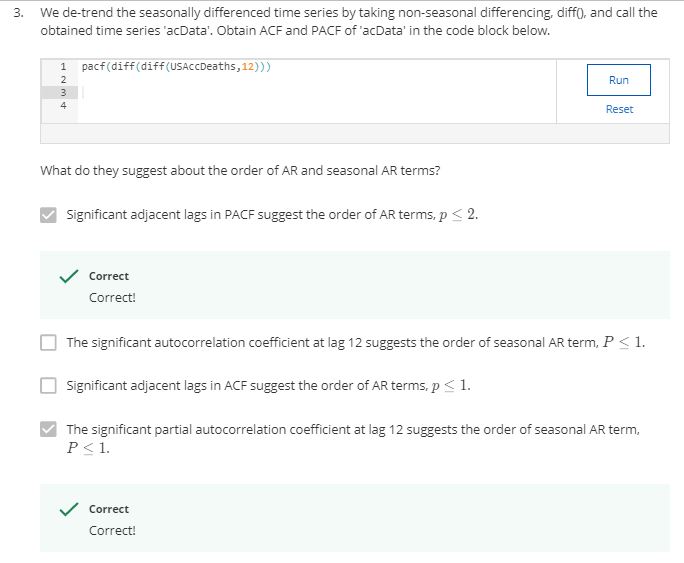 3. We de-trend the seasonally differenced time series by taking non-seasonal differencing, diff(), and call the
obtained time series 'acData'. Obtain ACF and PACF of 'acData' in the code block below.
1 pacf(diff(diff(USAccDeaths,12)))
2
3
4
Run
Reset
What do they suggest about the order of AR and seasonal AR terms?
Significant adjacent lags in PACF suggest the order of AR terms, p ≤ 2.
Correct
Correct!
The significant autocorrelation coefficient at lag 12 suggests the order of seasonal AR term, P ≤ 1.
Significant adjacent lags in ACF suggest the order of AR terms, p ≤ 1.
The significant partial autocorrelation coefficient at lag 12 suggests the order of seasonal AR term,
P ≤ 1.
Correct
Correct!